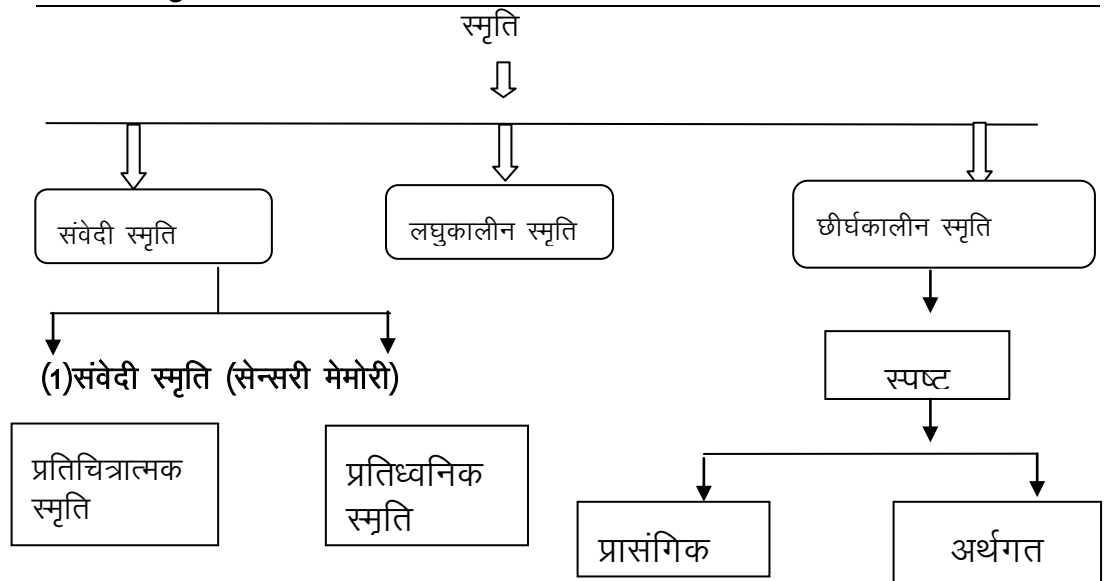 स्मृति
संवेदी स्मृति
लघुकालीन स्मृति
छीर्घकालीन स्मृति
(1)संवेदी स्मृति (सेन्सरी मेमोरी)
स्पष्ट
प्रतिचित्रात्मक
स्मृति
प्रतिध्वनिक
स्मृति
प्रासंगिक
अर्थगत